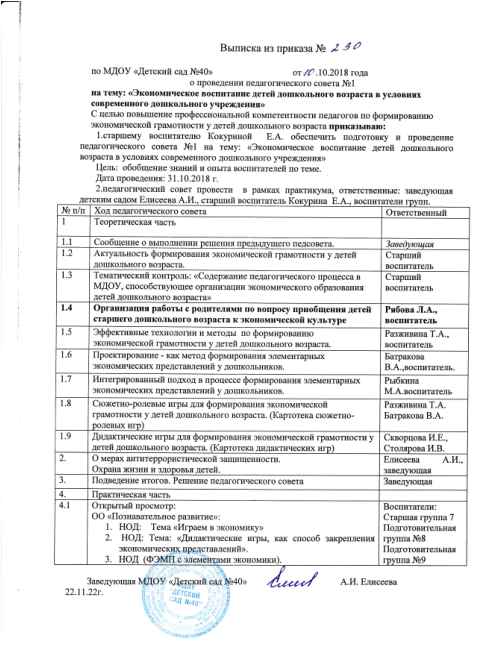 Выписка из приказа № 230
по МДОУ «Детский сад №40» от 10.10.2018 года
о проведении педагогического совета №1
на тему: «Экономическое воспитание детей дошкольного возраста в условиях
современного дошкольного учреждения»
С целью повышение профессиональной компетентности педагогов по формированию
экономической грамотности у детей дошкольного возраста приказываю:
1.старшему воспитателю Кокуриной Е.А. обеспечить подготовку и проведение
педагогического совета №1 на тему: «Экономическое воспитание детей дошкольного
возраста в условиях современного дошкольного учреждения»
Цель: обобщение знаний и опыта воспитателей по теме.
Дата проведения: 31.10.2018 г.
2.педагогический совет провести в рамках практикума, ответственные: заведующая
детским садом Елисеева А.И., старший воспитатель Кокурина Е.А., воспитатели групп.
№ п/п Ход педагогического совета Ответственный
1 Теоретическая часть
1.1 Сообщение о выполнении решения предыдущего педсовета. Заведующая
1.2 Актуальность формирования экономической грамотности у детей Старший
дошкольного возраста. воспитатель
1.3 Тематический контроль: «Содержание педагогического процесса в Старший
МДОУ, способствующее организации экономического образования воспитатель
детей дошкольного возраста»
1.4 Организация работы с родителями по вопросу приобщения детей Рябова Л.А.,
старшего дошкольного возраста к экономической культуре воспитатель
1.5 Эффективные технологии и методы по формированию Разживина Т.А.,
экономической грамотности у детей дошкольного возраста. воспитатель
1.6 Проектирование - как метод формирования элементарных Батракова
экономических представлений у дошкольников. В.А.,воспитатель.
1.7 Интегрированный подход в процессе формирования элементарных Рыбкина
экономических представлений у дошкольников. М.А.воспитатель
1.8 Сюжетно-ролевые игры для формирования экономической Разживина Т.А.
грамотности у детей дошкольного возраста. (Картотека сюжетно- Батракова В.А.
ролевых игр)
1.9 Дидактические игры для формирования экономической грамотности у Скворцова И.Е.,
детей дошкольного возраста. (Картотека дидактических игр) Столярова И.В.
2. О мерах антитеррористической защищенности. Елисеева А.И.,
Охрана жизни и здоровья детей. заведующая
3. Подведение итогов. Решение педагогического совета Заведующая
4. Практическая часть
4.1 Открытый просмотр: Воспитатели:
ОО «Познавательное развитие»: Старшая группа 7
1. НОД: Тема «Играем в экономику» Подготовительная
2. НОД: Тема: «Дидактические игры, как способ закрепления группа №8
экономических представлений». Подготовительная
3. НОД (ФЭМП с элементами экономики). группа №9
Заведующая МДОУ «Детский сад №40» А.И. Елисеева
22.11.22г.
"ДЕТСКИЙ
САД №40"